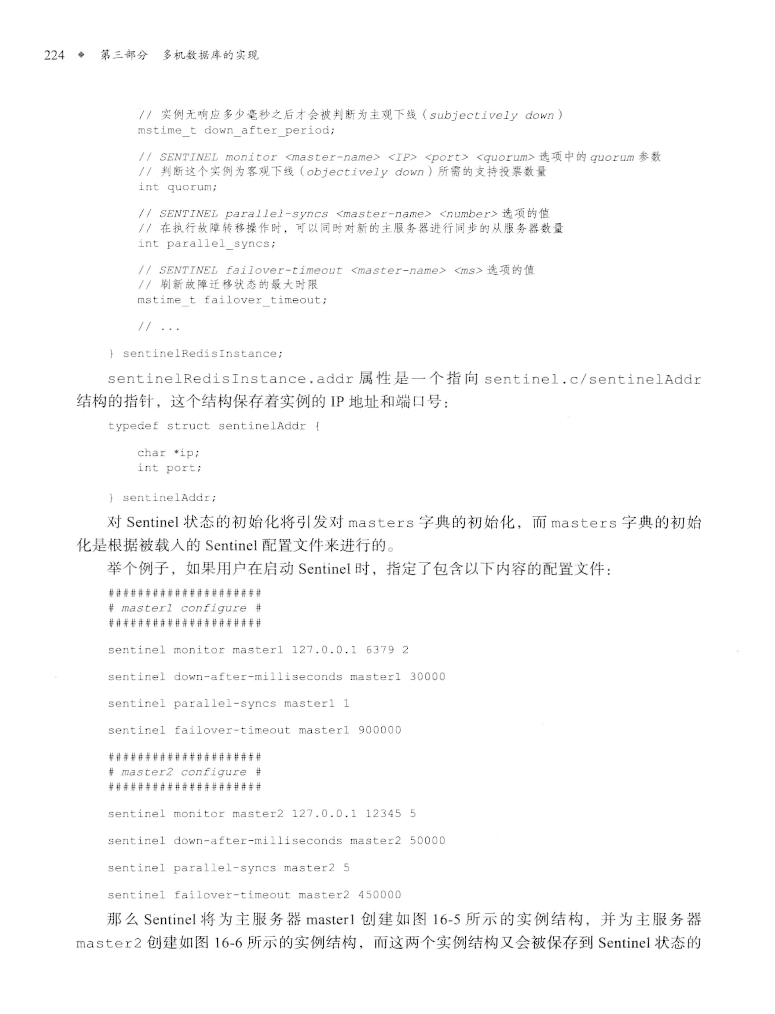 224 ◆ 第三部分 多机数据库的实现
// 实例无响应多少毫秒之后才会被判断为主观下线（subjectively down）
mstime_t down_after_period;
// SENTINEL monitor <master-name> <IP> <port> <quorum> 选项中的 quorum 参数
// 判断这个实例为客观下线（objectively down）所需的支持投票数量
int quorum;
// SENTINEL parallel-syncs <master-name> <number> 选项的值
// 在执行故障转移操作时，可以同时对新的主服务器进行同步的从服务器数量
int parallel_syncs;
// SENTINEL failover-timeout <master-name> <ms> 选项的值
// 刷新故障迁移状态的最大时限
mstime_t failover_timeout;
// ...
} sentinelRedisInstance;
sentinelRedisInstance.addr 属性是一个指向 sentinel.c/sentinelAddr
结构的指针，这个结构保存着实例的 IP 地址和端口号：
typedef struct sentinelAddr {
char *ip;
int port;
} sentinelAddr;
对 Sentinel 状态的初始化将引发对 masters 字典的初始化，而 masters 字典的初始
化是根据被载入的 Sentinel 配置文件来进行的。
举个例子，如果用户在启动 Sentinel 时，指定了包含以下内容的配置文件：
#####################
# master1 configure #
#####################
sentinel monitor master1 127.0.0.1 6379 2
sentinel down-after-milliseconds master1 30000
sentinel parallel-syncs master1 1
sentinel failover-timeout master1 900000
#####################
# master2 configure #
#####################
sentinel monitor master2 127.0.0.1 12345 5
sentinel down-after-milliseconds master2 50000
sentinel parallel-syncs master2 5
sentinel failover-timeout master2 450000
那么 Sentinel 将为主服务器 master1 创建如图 16-5 所示的实例结构，并为主服务器
master2 创建如图 16-6 所示的实例结构，而这两个实例结构又会被保存到 Sentinel 状态的